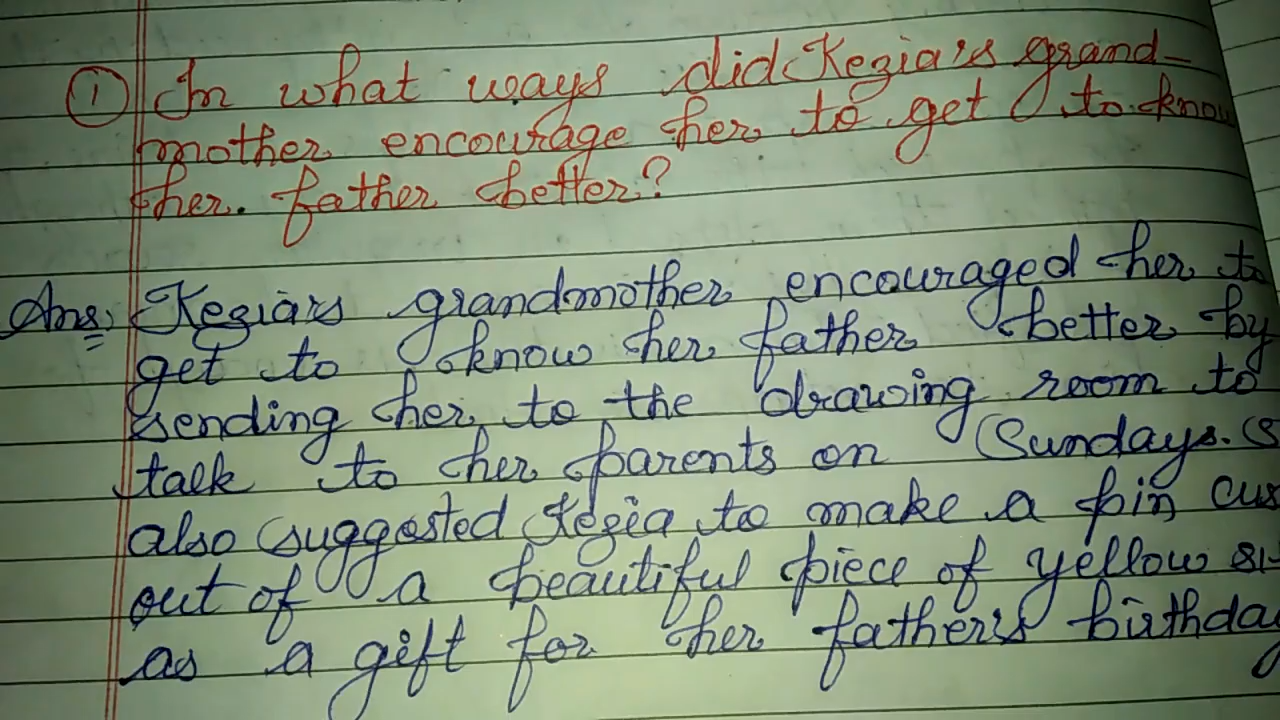 ① In what ways did Kezia's grand-
mother encourage her to get to know
her father better?
Ans; Kezia's grandmother encouraged her to
get to know her father better by
sending her to the drawing room to
talk to her parents on Sundays.
also suggested Kezia to make a pin
out of a beautiful piece of yellow
as a gift for her father's birthday